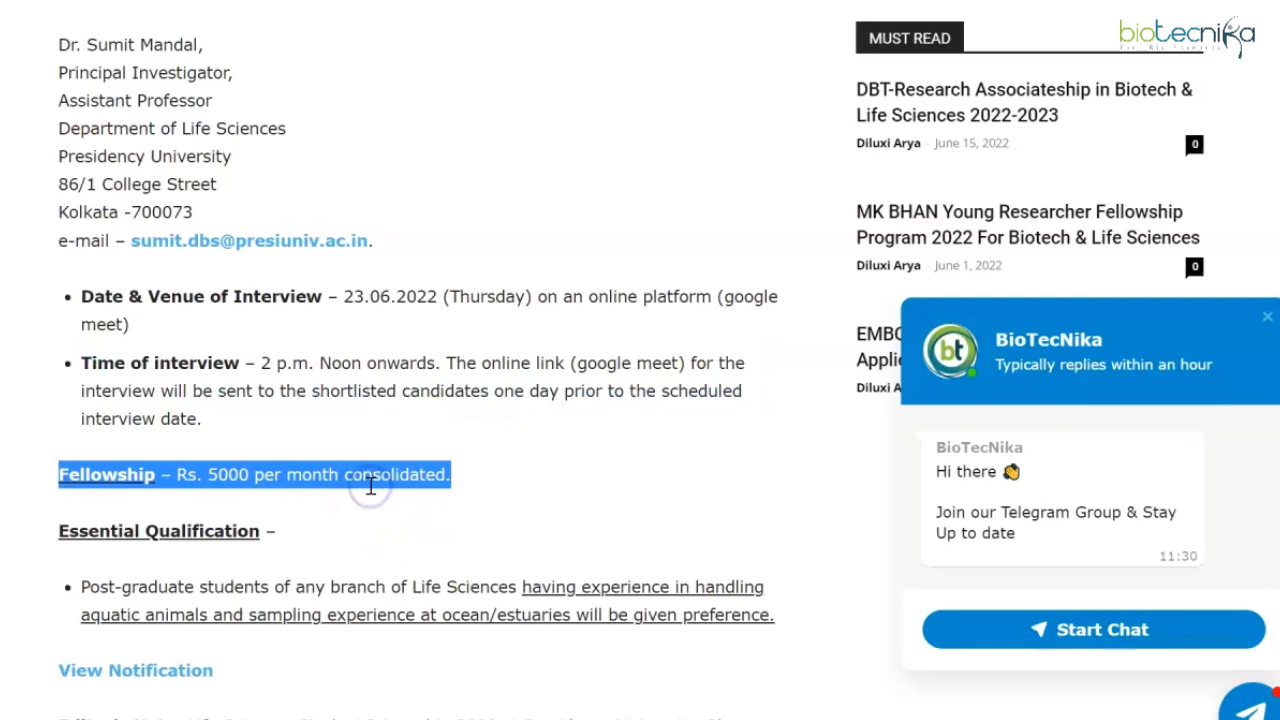 Dr. Sumit Mandal,
Principal Investigator,
Assistant Professor
Department of Life Sciences
Presidency University
86/1 College Street
Kolkata -700073
e-mail – sumit.dbs@presiuniv.ac.in.
• Date & Venue of Interview – 23.06.2022 (Thursday) on an online platform (google
meet)
• Time of interview – 2 p.m. Noon onwards. The online link (google meet) for the
interview will be sent to the shortlisted candidates one day prior to the scheduled
interview date.
Fellowship – Rs. 5000 per month consolidated.
Essential Qualification –
• Post-graduate students of any branch of Life Sciences having experience in handling
aquatic animals and sampling experience at ocean/estuaries will be given preference.
View Notification
MUST READ
biotecnika
DBT-Research Associateship in Biotech &
Life Sciences 2022-2023
Diluxi Arya – June 15, 2022
0
MK BHAN Young Researcher Fellowship
Program 2022 For Biotech & Life Sciences
Diluxi Arya – June 1, 2022
0
bt
BioTecNika
Typically replies within an hour
BioTecNika
Hi there
Join our Telegram Group & Stay
Up to date
11:30
Start Chat